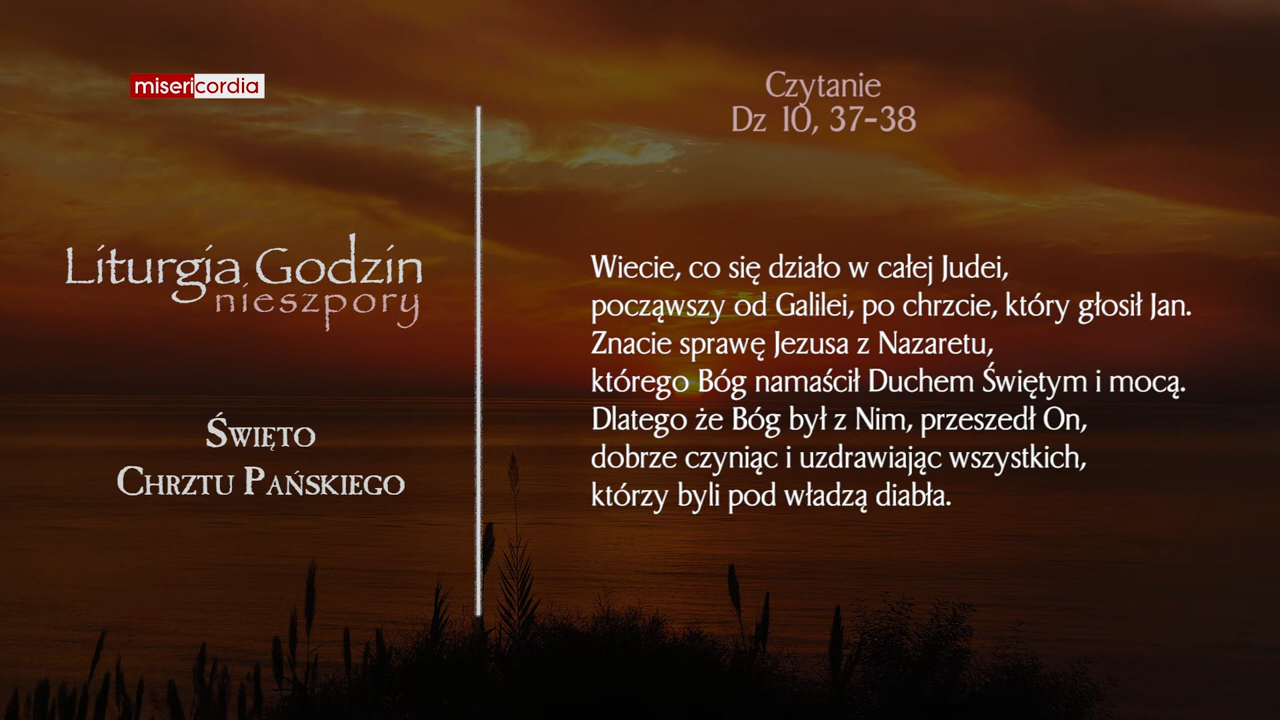 misericordia
Liturgia Godzin
nieszpory
Święto
Chrztu Pańskiego
Czytanie
Dz 10, 37-38
Wiecie, co się działo w całej Judei,
począwszy od Galilei, po chrzcie, który głosił Jan.
Znacie sprawę Jezusa z Nazaretu,
którego Bóg namaścił Duchem Świętym i mocą.
Dlatego że Bóg był z Nim, przeszedł On,
dobrze czyniąc i uzdrawiając wszystkich,
którzy byli pod władzą diabła.